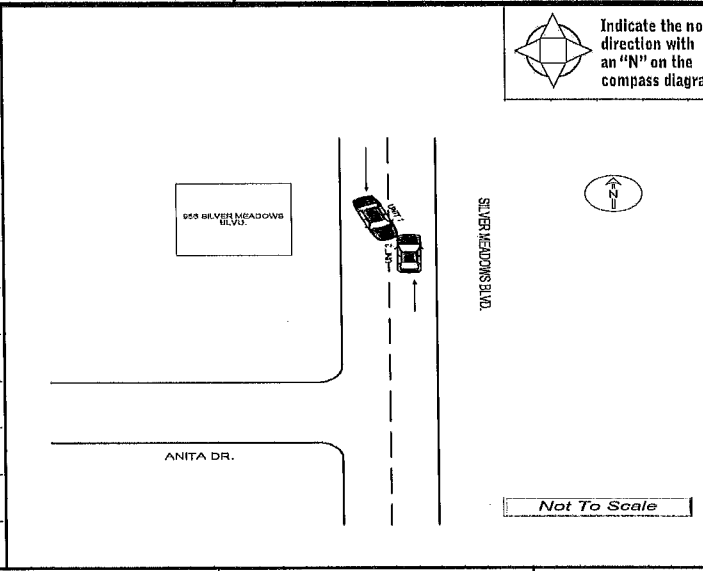 Indicate the no
direction with
an "N" on the
compass diagra
N
956 SILVER MEADOWS
BLVD.
UNIT 1
UNIT 2
SILVER MEADOWS BLVD.
ANITA DR.
Not To Scale